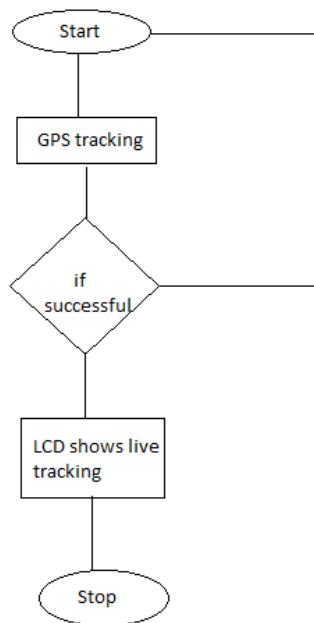 Start
GPS tracking
if
successful
LCD shows live
tracking
Stop